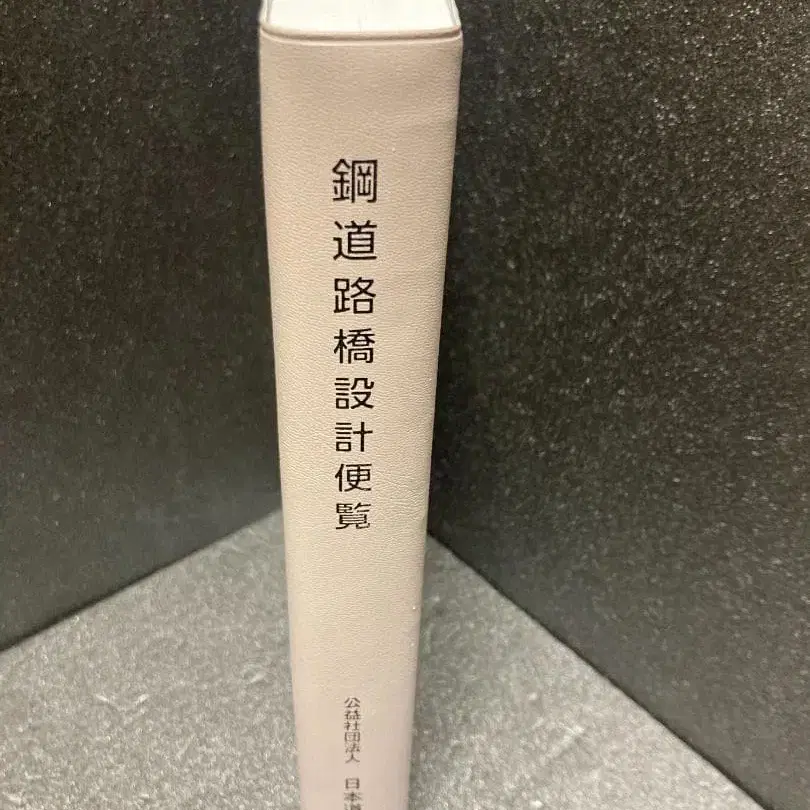 鋼道路橋設計便覧
公益社団法人 日本道